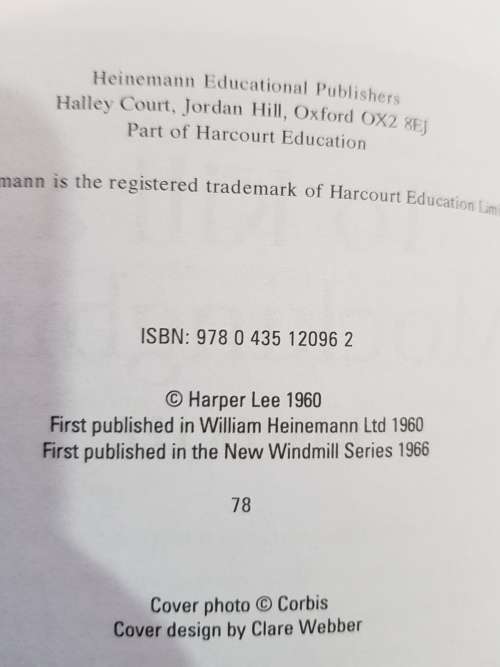 Heinemann Educational Publishers
Halley Court, Jordan Hill, Oxford OX2 8EJ
Part of Harcourt Education
mann is the registered trademark of Harcourt Education Limi
ISBN: 978 0 435 12096 2
© Harper Lee 1960
First published in William Heinemann Ltd 1960
First published in the New Windmill Series 1966
78
Cover photo © Corbis
Cover design by Clare Webber